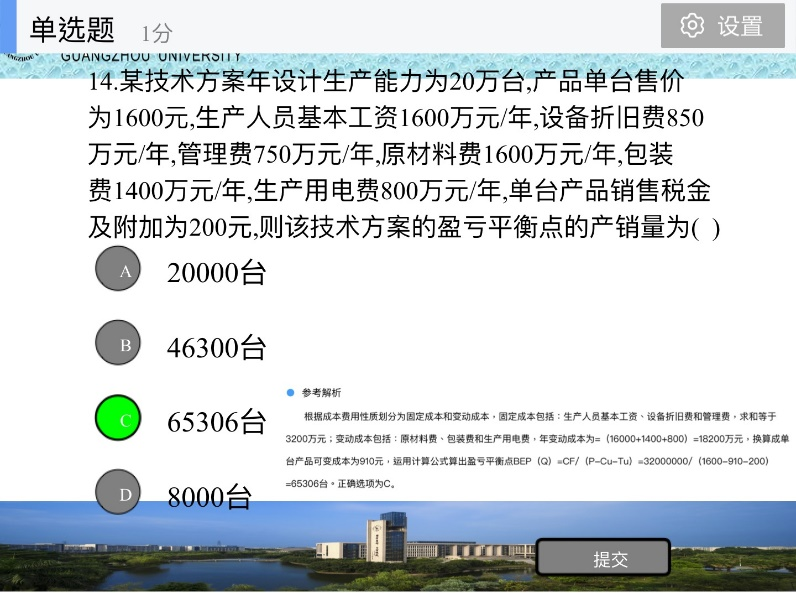 单选题 1分
设置
GUANGZHOU UNIVERSITY
14.某技术方案年设计生产能力为20万台,产品单台售价
为1600元,生产人员基本工资1600万元/年,设备折旧费850
万元/年,管理费750万元/年,原材料费1600万元/年,包装
费1400万元/年,生产用电费800万元/年,单台产品销售税金
及附加为200元,则该技术方案的盈亏平衡点的产销量为( )
A 20000台
B 46300台
C 65306台
D 8000台
参考解析
根据成本费用性质划分为固定成本和变动成本，固定成本包括：生产人员基本工资、设备折旧费和管理费，求和等于
3200万元；变动成本包括：原材料费、包装费和生产用电费，年变动成本为=（16000+1400+800）=18200万元，换算成单
台产品可变成本为910元，运用计算公式算出盈亏平衡点BEP（Q）=CF/（P-Cu-Tu）=32000000/（1600-910-200）
=65306台。正确选项为C。
提交